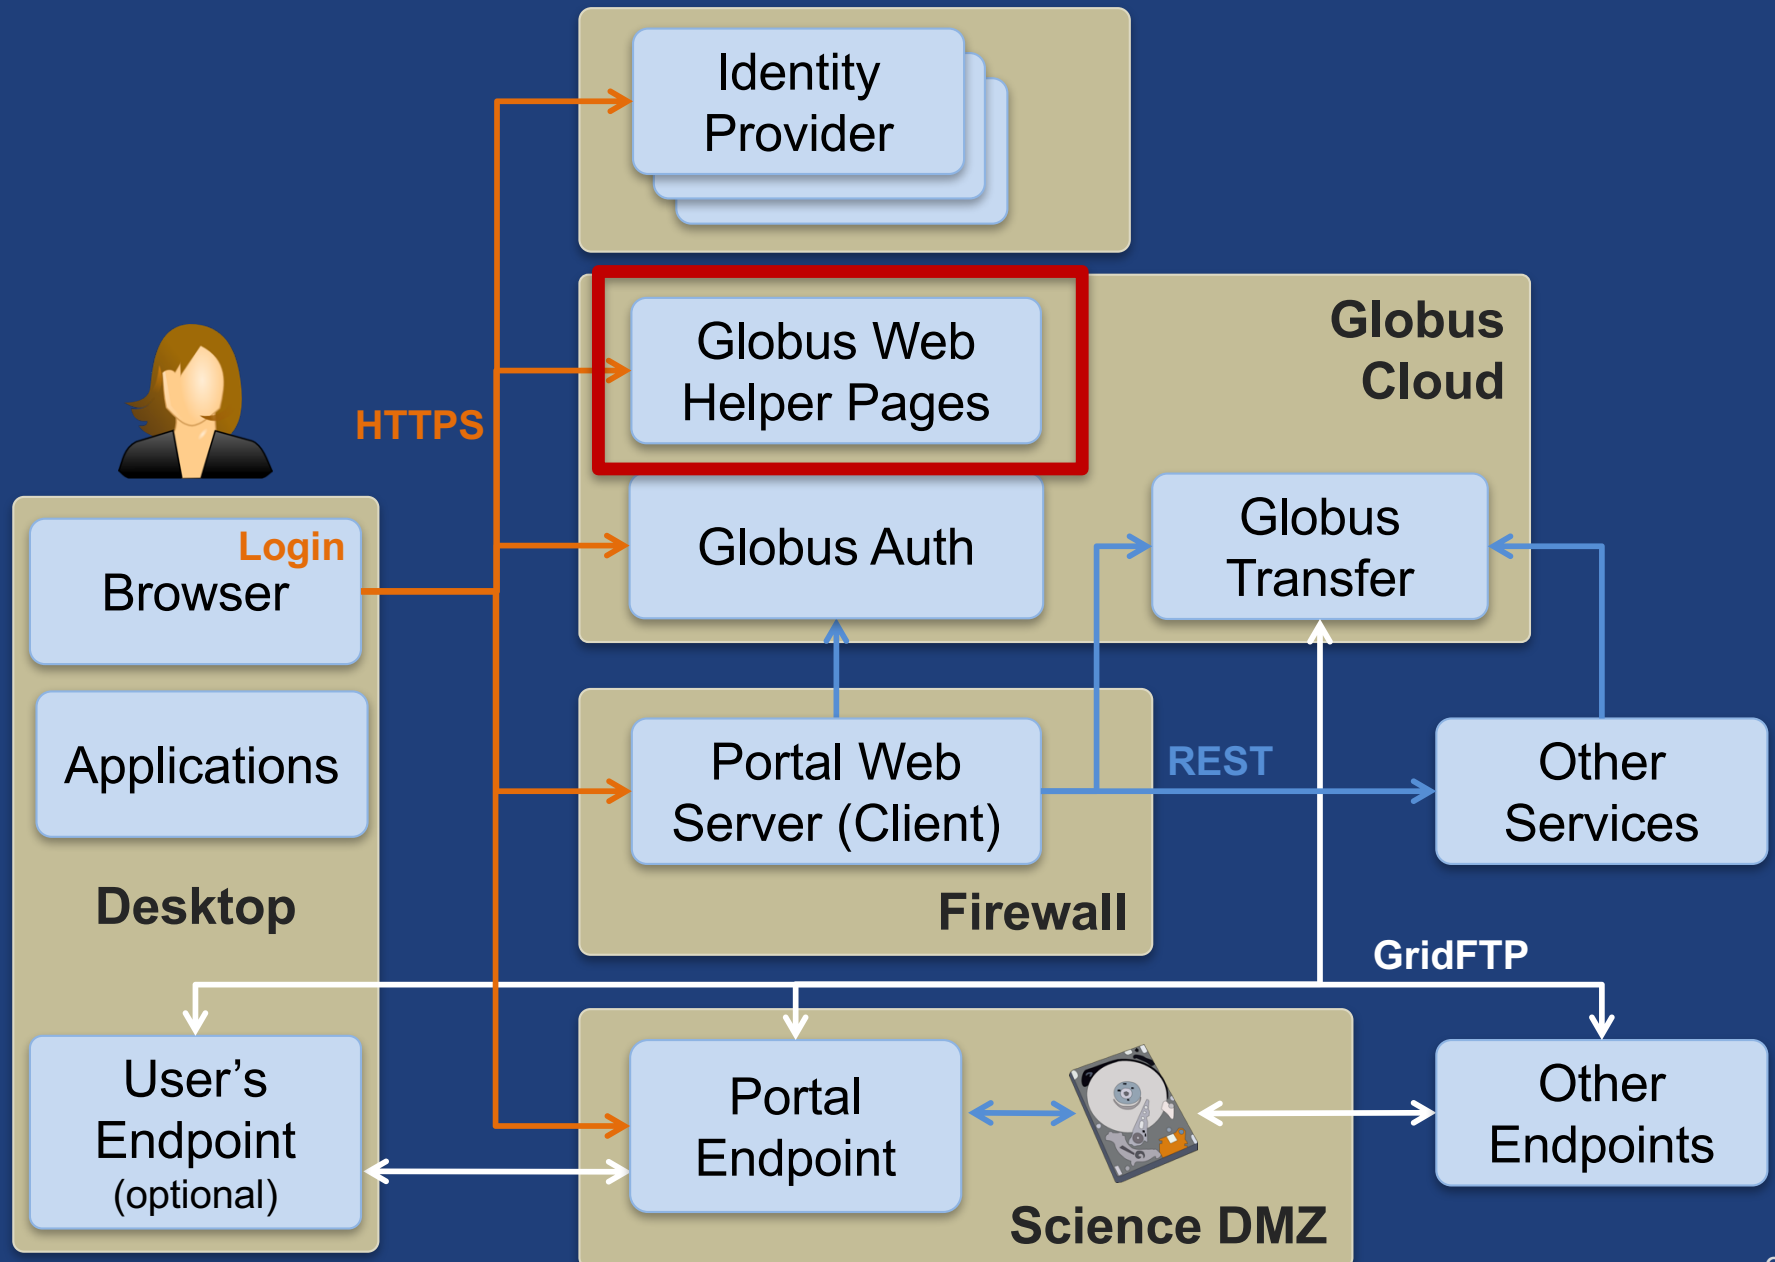 Identity
Provider
Globus Web
Helper Pages
Globus
Cloud
HTTPS
Login
Browser
Globus Auth
Globus
Transfer
Applications
Portal Web
Server (Client)
REST
Other
Services
Desktop
Firewall
GridFTP
User’s
Endpoint
(optional)
Portal
Endpoint
Other
Endpoints
Science DMZ